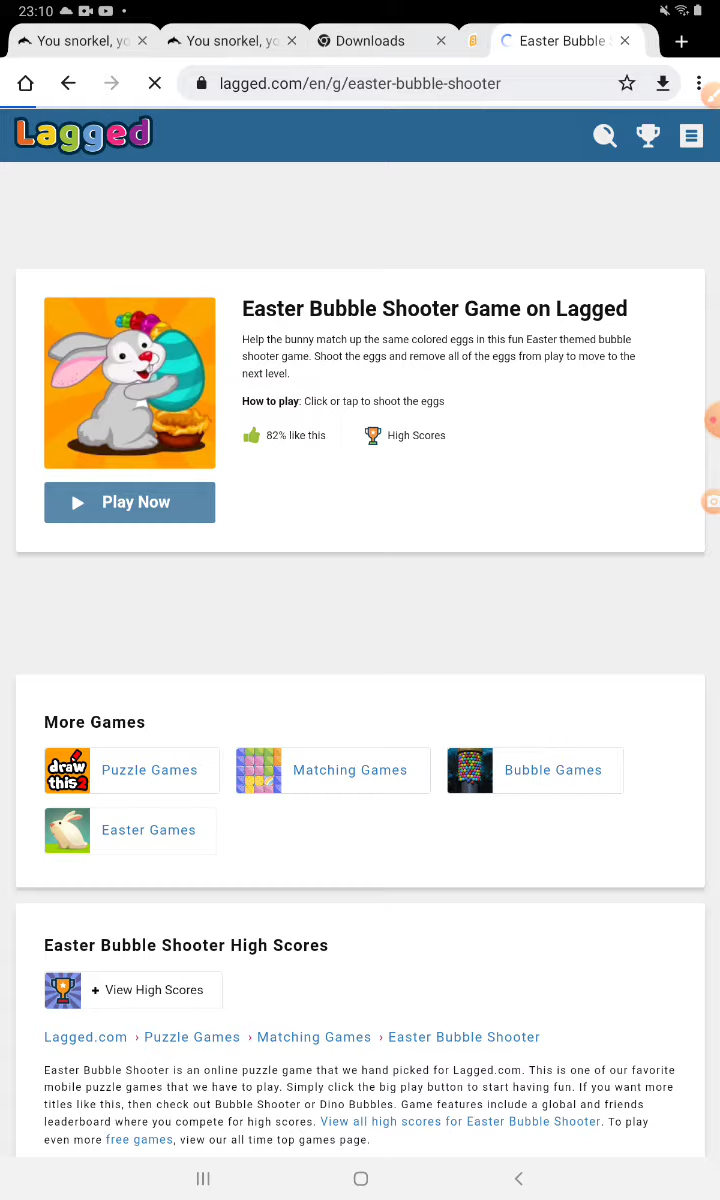 23:10
You snorkel, yo
You snorkel, yo
Downloads
Easter Bubble S
lagged.com/en/g/easter-bubble-shooter
Lagged
Easter Bubble Shooter Game on Lagged
Help the bunny match up the same colored eggs in this fun Easter themed bubble
shooter game. Shoot the eggs and remove all of the eggs from play to move to the
next level.
How to play: Click or tap to shoot the eggs
82% like this
High Scores
Play Now
More Games
draw this 2
Puzzle Games
Matching Games
Bubble Games
Easter Games
Easter Bubble Shooter High Scores
+ View High Scores
Lagged.com › Puzzle Games › Matching Games › Easter Bubble Shooter
Easter Bubble Shooter is an online puzzle game that we hand picked for Lagged.com. This is one of our favorite
mobile puzzle games that we have to play. Simply click the big play button to start having fun. If you want more
titles like this, then check out Bubble Shooter or Dino Bubbles. Game features include a global and friends
leaderboard where you compete for high scores. View all high scores for Easter Bubble Shooter. To play
even more free games, view our all time top games page.